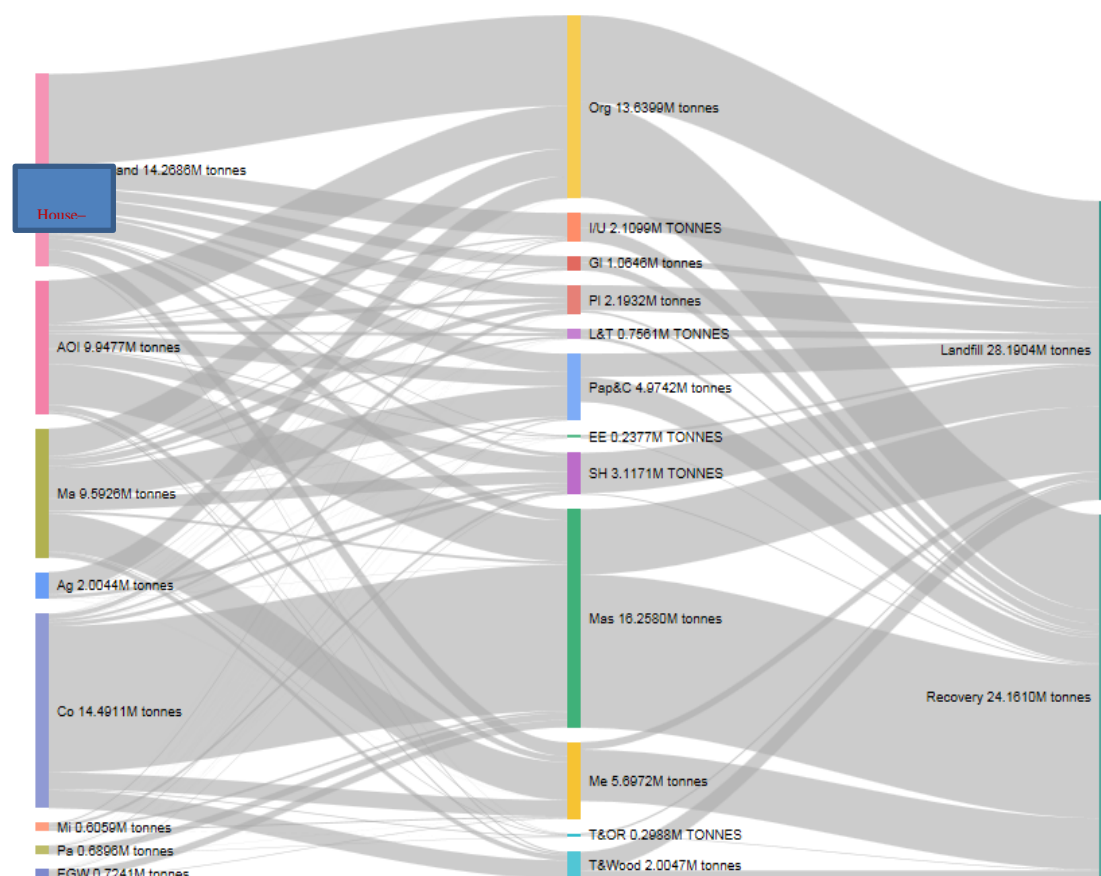 House–
and 14.2686M tonnes
AOI 9.9477M tonnes
Ma 9.5926M tonnes
Ag 2.0044M tonnes
Co 14.4911M tonnes
Mi 0.6059M tonnes
Pa 0.6896M tonnes
EGW 0.7241M tonnes
Org 13.6399M tonnes
I/U 2.1099M TONNES
Gl 1.0646M tonnes
Pl 2.1932M tonnes
L&T 0.7561M TONNES
Pap&C 4.9742M tonnes
EE 0.2377M TONNES
SH 3.1171M TONNES
Mas 16.2580M tonnes
Me 5.6972M tonnes
T&OR 0.2988M TONNES
T&Wood 2.0047M tonnes
Landfill 28.1904M tonnes
Recovery 24.1610M tonnes